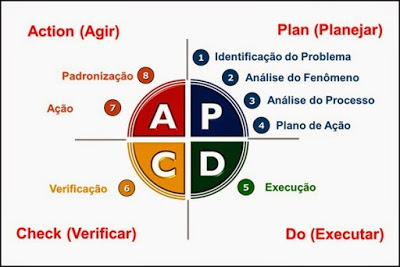 Action (Agir)
Plan (Planejar)
1 Identificação do Problema
2 Análise do Fenômeno
3 Análise do Processo
4 Plano de Ação
Padronização 8
Ação 7
A P
C D
Verificação 6
5 Execução
Check (Verificar)
Do (Executar)